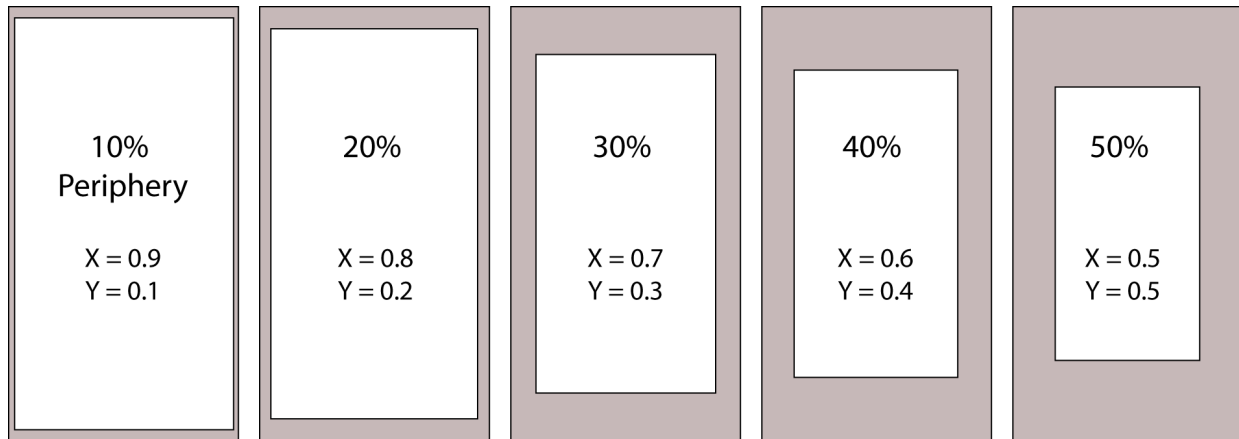 10%
Periphery
X = 0.9
Y = 0.1
20%
X = 0.8
Y = 0.2
30%
X = 0.7
Y = 0.3
40%
X = 0.6
Y = 0.4
50%
X = 0.5
Y = 0.5